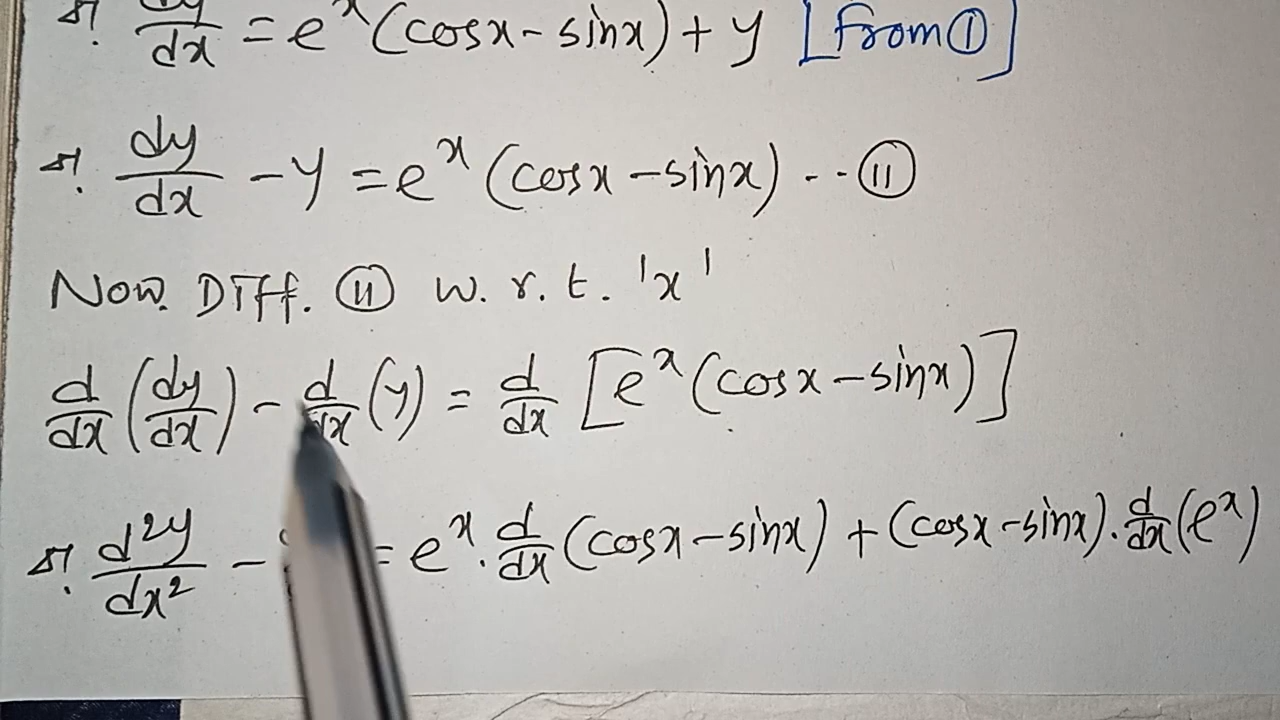 dy/dx = e^x (cosx - sinx) + y [From ①]
dy/dx - y = e^x (cosx - sinx) -- ⑪
Now. Diff. ⑪ w.r.t. 'x'
d/dx (dy/dx) - d/dx (y) = d/dx [e^x (cosx - sinx)]
d²y/dx² - = e^x . d/dx (cosx - sinx) + (cosx - sinx) . d/dx (e^x)